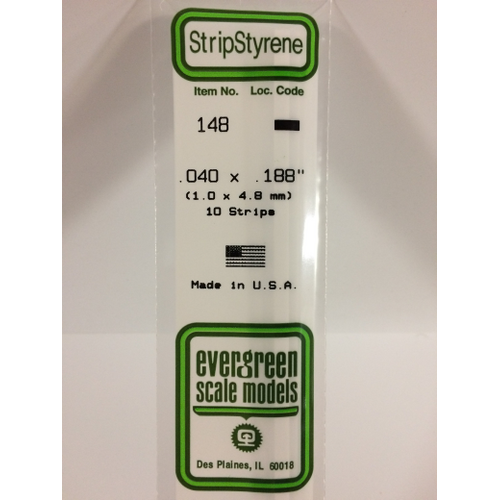 StripStyrene
Item No. Loc. Code
148
.040 x .188"
(1.0 x 4.8 mm)
10 Strips
Made in U.S.A.
evergreen
scale models
Des Plaines, IL 60018